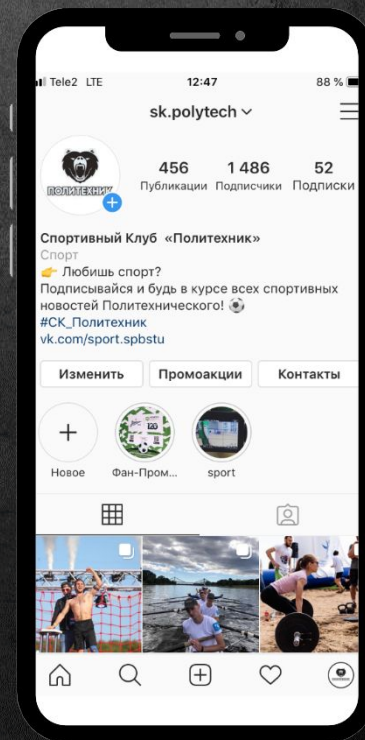 Tele2 LTE 12:47 88 %
sk.polytech
ПОЛИТЕХНИК
456 1 486 52
Публикации Подписчики Подписки
Спортивный Клуб «Политехник»
Спорт
👉 Любишь спорт?
Подписывайся и будь в курсе всех спортивных
новостей Политехнического! ⚽
#СК_Политехник
vk.com/sport.spbstu
Изменить Промоакции Контакты
Новое Фан-Пром... sport